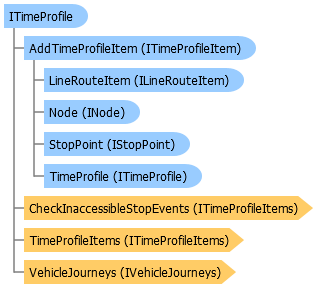 ITimeProfile
AddTimeProfileItem (ITimeProfileItem)
LineRouteItem (ILineRouteItem)
Node (INode)
StopPoint (IStopPoint)
TimeProfile (ITimeProfile)
CheckInaccessibleStopEvents (ITimeProfileItems)
TimeProfileItems (ITimeProfileItems)
VehicleJourneys (IVehicleJourneys)